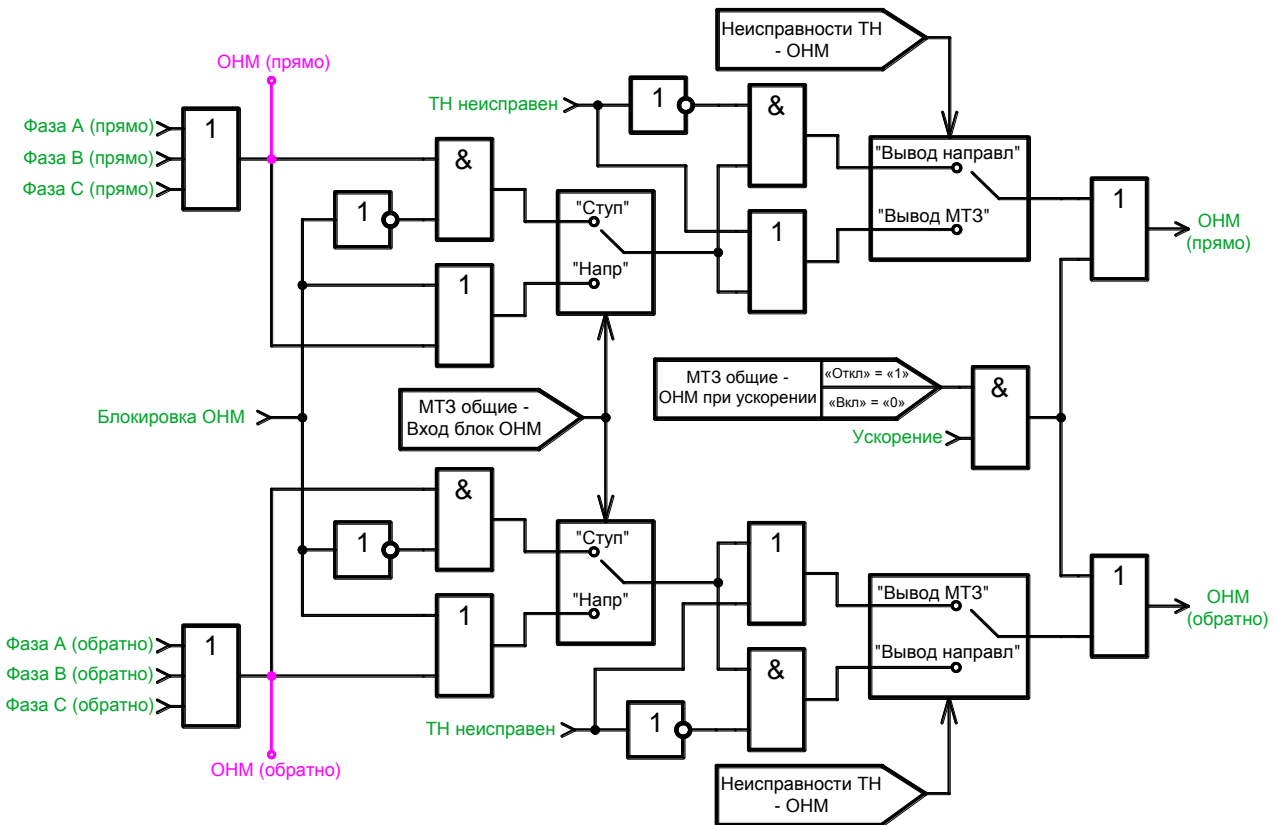 Неисправности ТН
- ОНМ
ОНМ (прямо)
ТН неисправен
1
&
Фаза А (прямо)
Фаза В (прямо)
Фаза С (прямо)
1
&
1
"Ступ"
"Напр"
1
1
"Вывод направл"
"Вывод МТЗ"
1
ОНМ
(прямо)
МТЗ общие -
Вход блок ОНМ
МТЗ общие -
ОНМ при ускорении
«Откл» = «1»
«Вкл» = «0»
&
Блокировка ОНМ
Ускорение
&
1
"Ступ"
"Напр"
1
1
"Вывод МТЗ"
"Вывод направл"
1
ОНМ
(обратно)
Фаза А (обратно)
Фаза В (обратно)
Фаза С (обратно)
1
&
ТН неисправен
1
ОНМ (обратно)
Неисправности ТН
- ОНМ